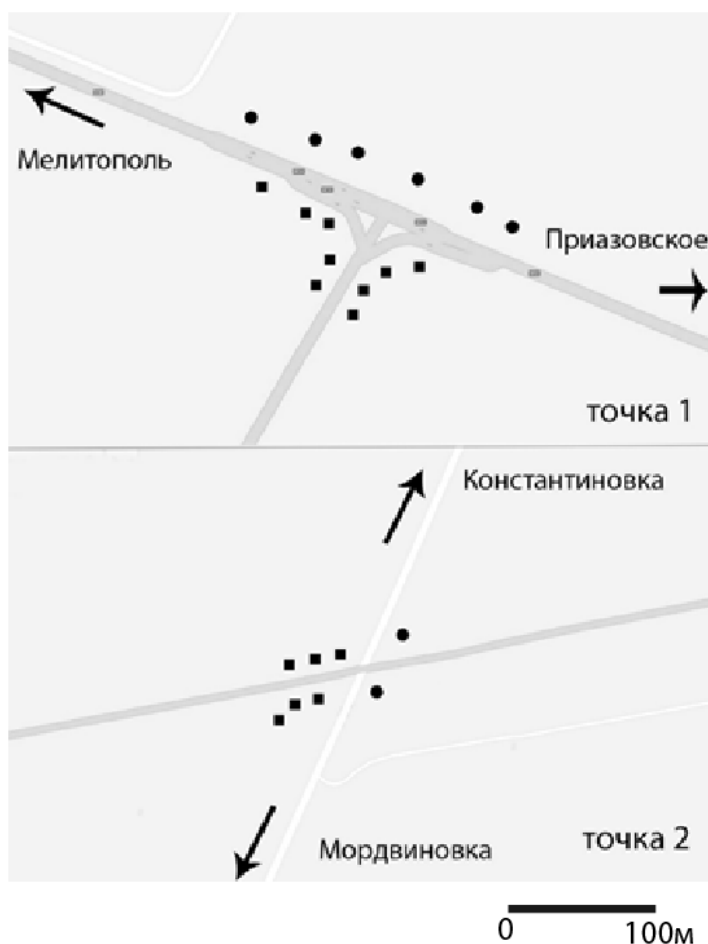 Мелитополь
Приазовское
точка 1
Константиновка
Мордвиновка
точка 2
0 100м